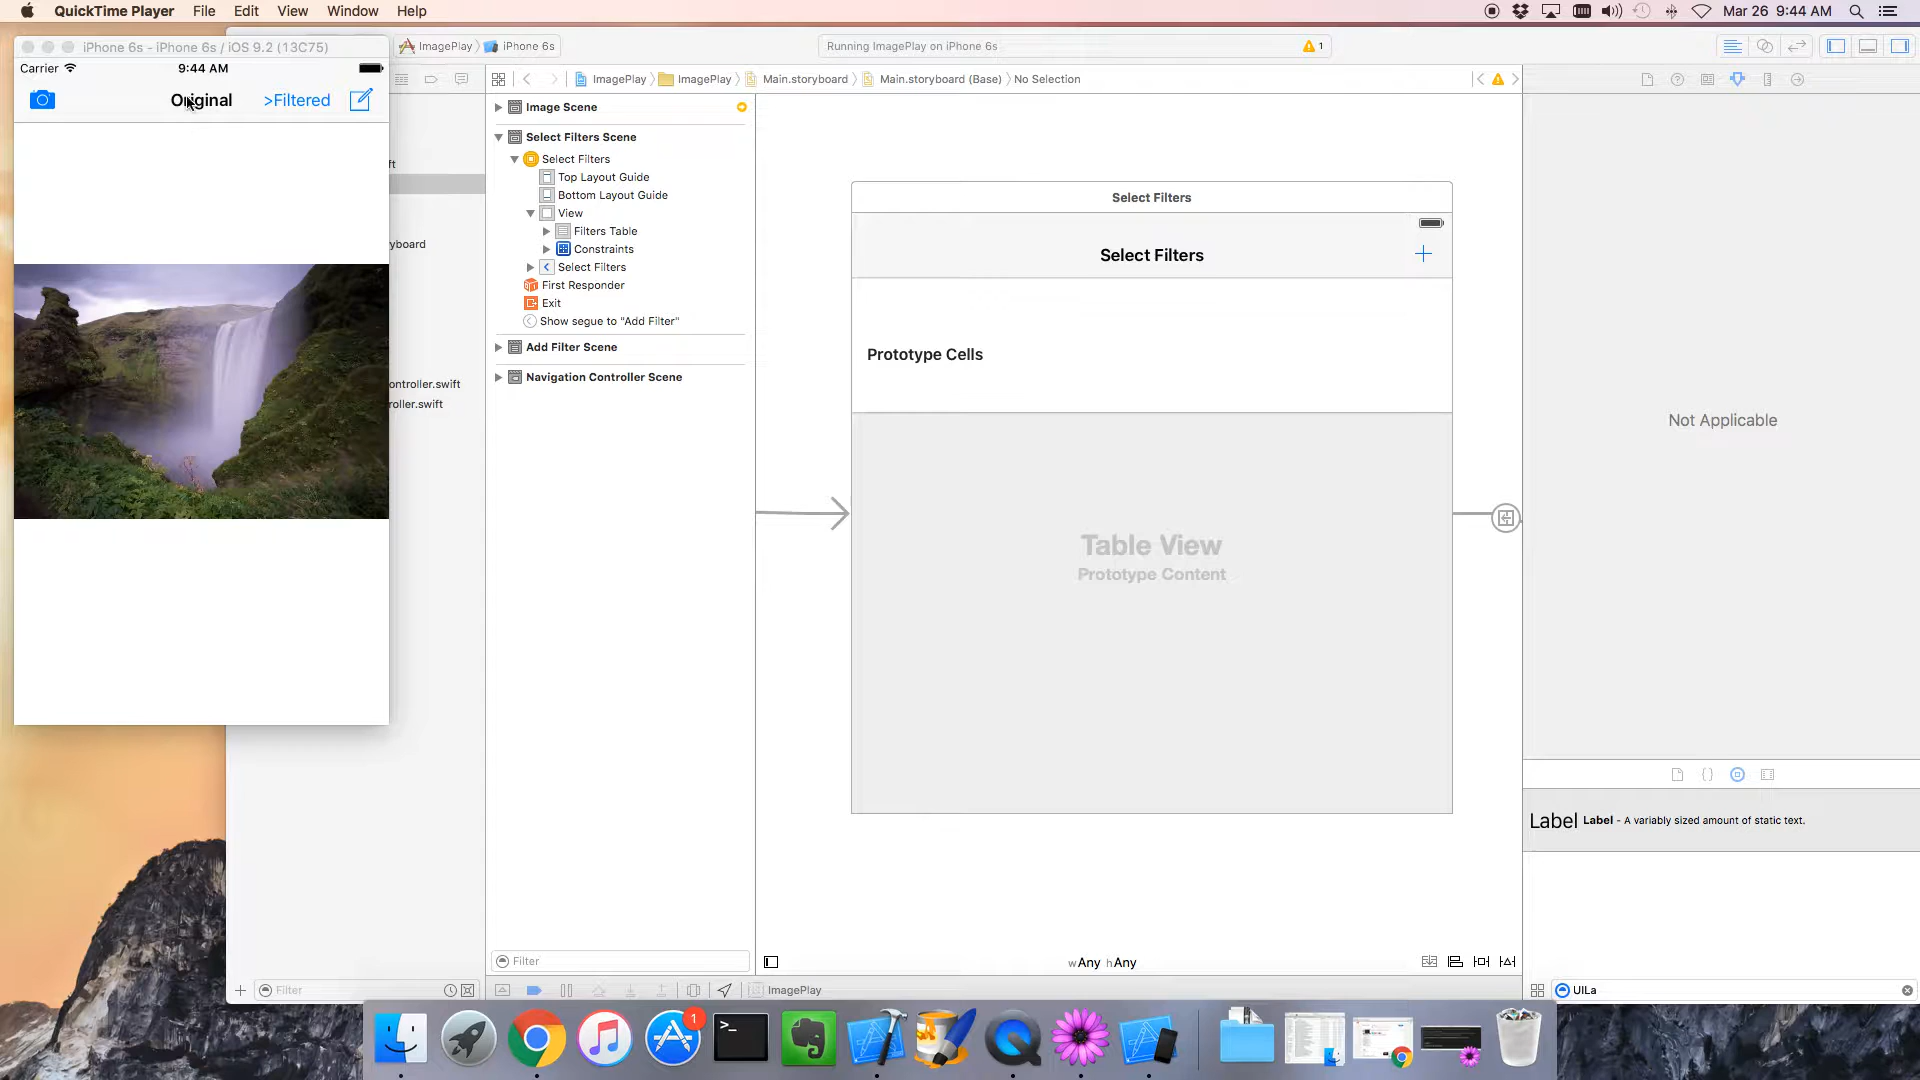 QuickTime Player File Edit View Window Help
Mar 26 9:44 AM
iPhone 6s - iPhone 6s / iOS 9.2 (13C75)
ImagePlay iPhone 6s
Running ImagePlay on iPhone 6s
1
Carrier 9:44 AM
Original >Filtered
ImagePlay ImagePlay Main.storyboard Main.storyboard (Base) No Selection
ft
yboard
ontroller.swift
roller.swift
Image Scene
Select Filters Scene
Select Filters
Top Layout Guide
Bottom Layout Guide
View
Filters Table
Constraints
Select Filters
First Responder
Exit
Show segue to "Add Filter"
Add Filter Scene
Navigation Controller Scene
Select Filters
Select Filters
Prototype Cells
Table View
Prototype Content
Not Applicable
Label Label - A variably sized amount of static text.
Filter
wAny hAny
Filter
ImagePlay
UILa
1